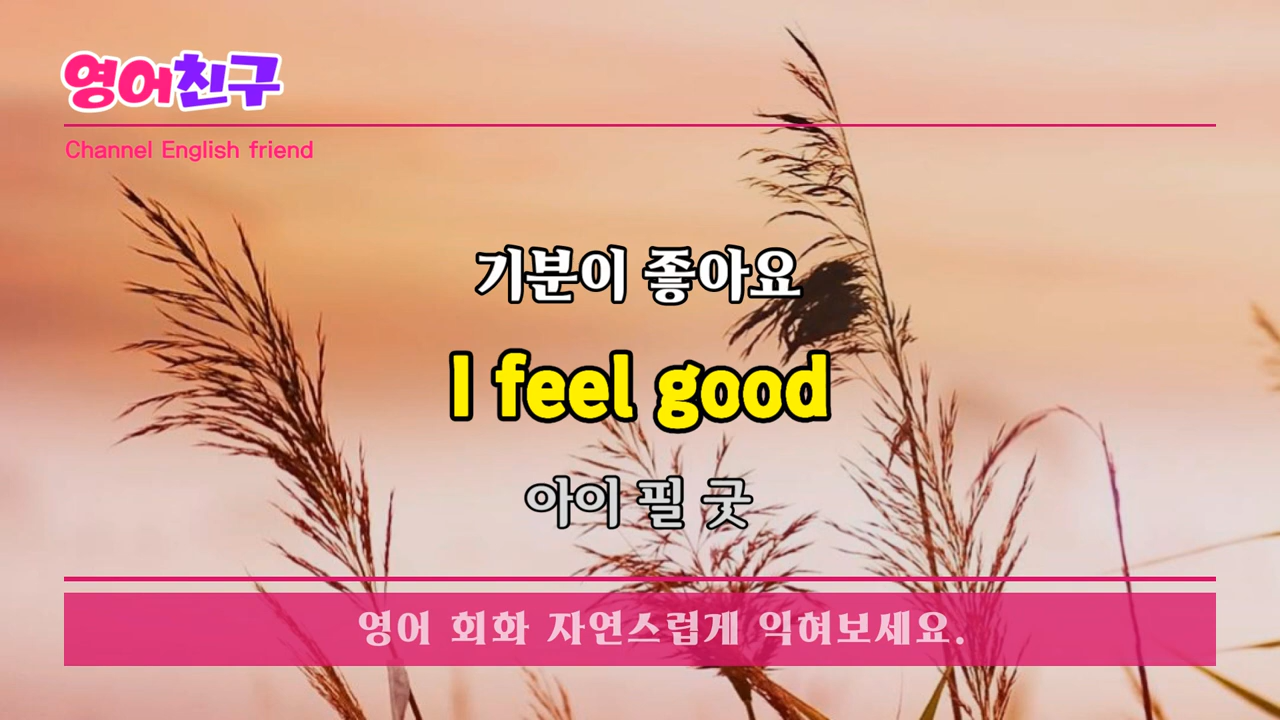 영어친구
Channel English friend
기분이 좋아요
I feel good
아이 필 굿
영어 회화 자연스럽게 익혀보세요.